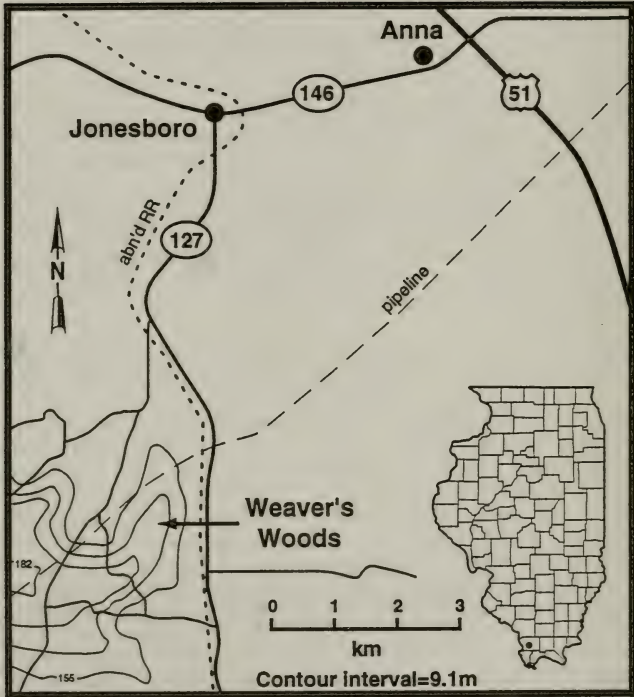 Anna
146
51
Jonesboro
abn'd RR
127
N
pipeline
Weaver's
Woods
182
155
0 1 2 3
km
Contour interval=9.1m